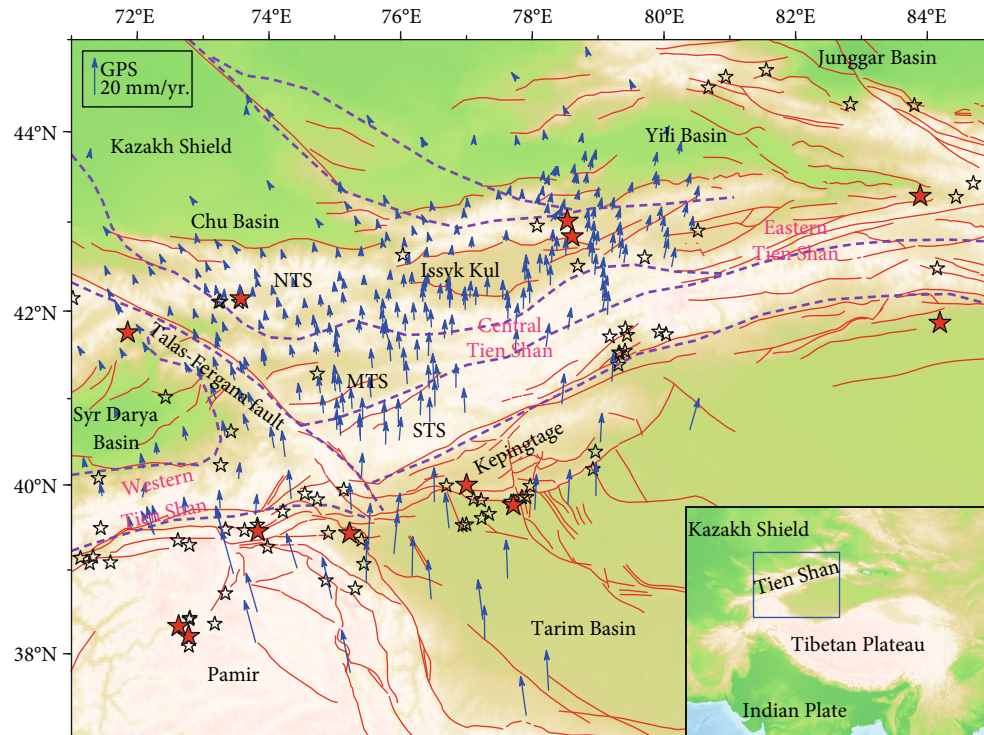 72°E 74°E 76°E 78°E 80°E 82°E 84°E
GPS
20 mm/yr.
Junggar Basin
44°N
Kazakh Shield
Yili Basin
Chu Basin
Eastern
Tien Shan
NTS
Issyk Kul
42°N
Central
Tien Shan
Talas-Fergana fault
MTS
Syr Darya
Basin
STS
Kepingtage
40°N
Western
Tien Shan
Kazakh Shield
Tien Shan
Tarim Basin
Tibetan Plateau
38°N
Pamir
Indian Plate